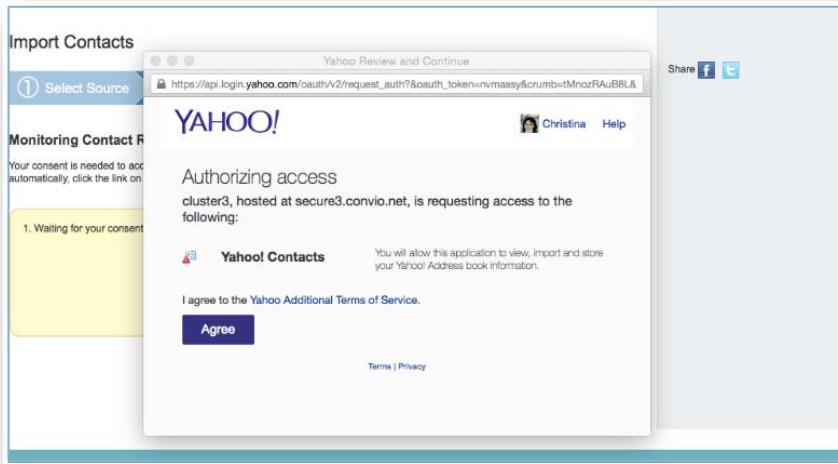 Import Contacts
1 Select Source
Monitoring Contact R
Your consent is needed to acc
automatically, click the link on
1. Waiting for your consent
Yahoo Review and Continue
https://api.login.yahoo.com/oauth/v2/request_auth?&oauth_token=nvmaasy&crumb=tMnozRAuB8L&
YAHOO!
Christina Help
Authorizing access
cluster3, hosted at secure3.convio.net, is requesting access to the
following:
Yahoo! Contacts
You will allow this application to view, import and store
your Yahoo! Address book information.
I agree to the Yahoo Additional Terms of Service.
Agree
Terms | Privacy
Share